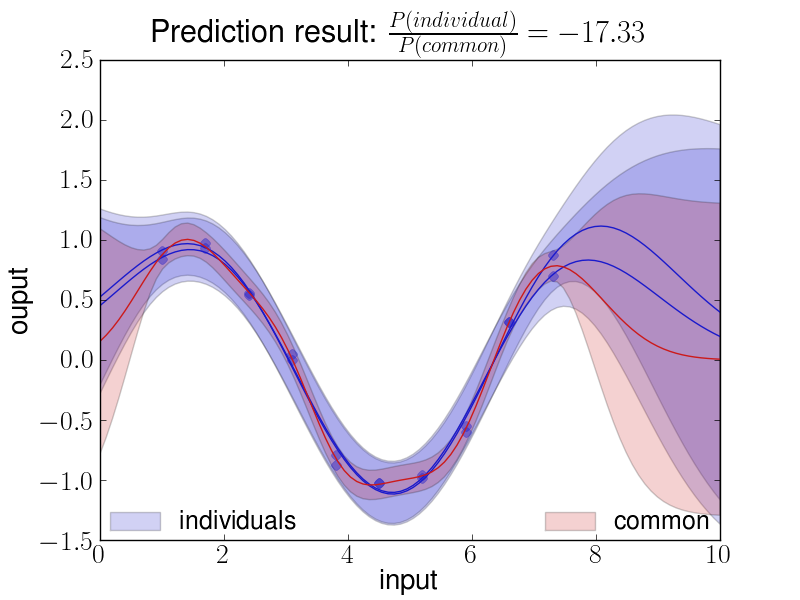 Prediction result: P(individual)/P(common) = −17.33
2.5
2.0
1.5
1.0
0.5
0.0
−0.5
−1.0
−1.5
ouput
individuals
common
0 2 4 6 8 10
input